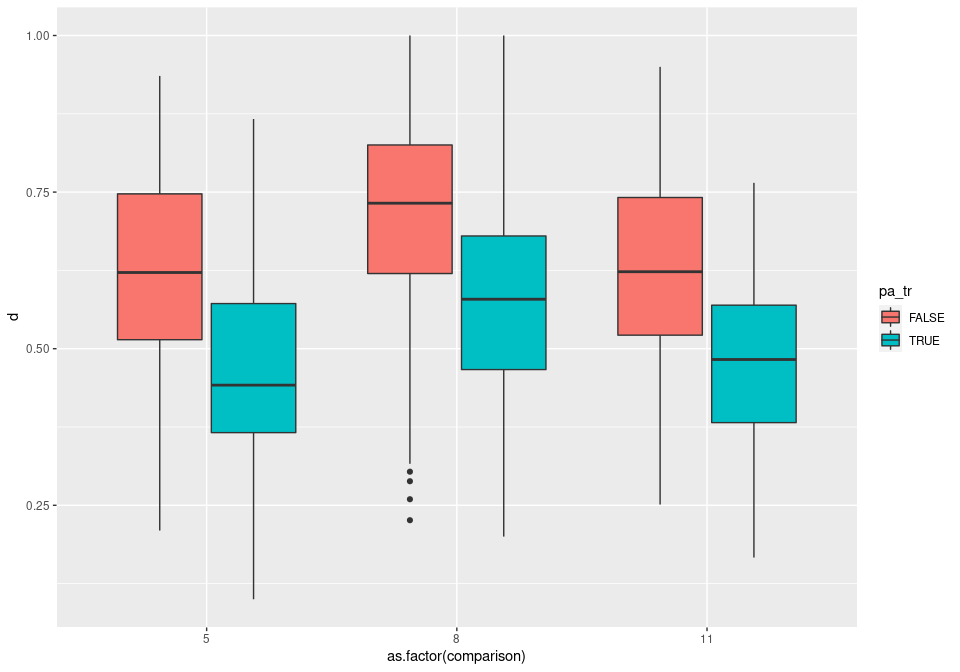 1.00
0.75
0.50
0.25
d
5
8
11
as.factor(comparison)
pa_tr
FALSE
TRUE